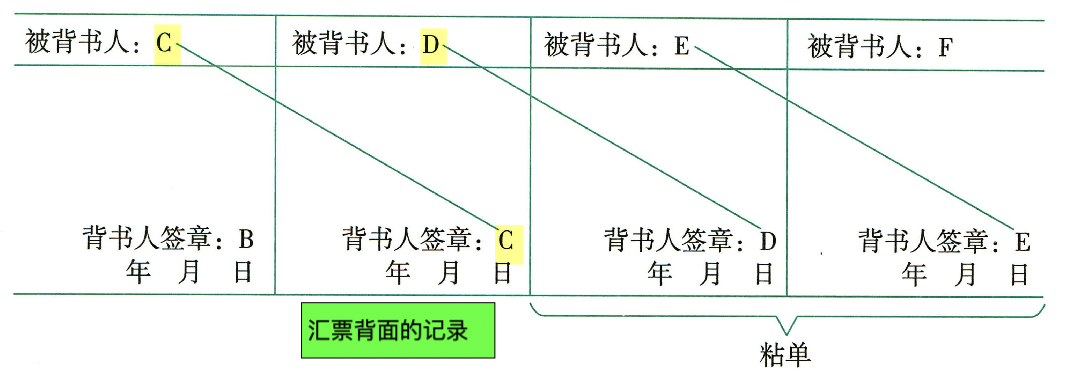 被背书人：C
被背书人：D
被背书人：E
被背书人：F
背书人签章：B
年 月 日
背书人签章：C
年 月 日
背书人签章：D
年 月 日
背书人签章：E
年 月 日
汇票背面的记录
粘单